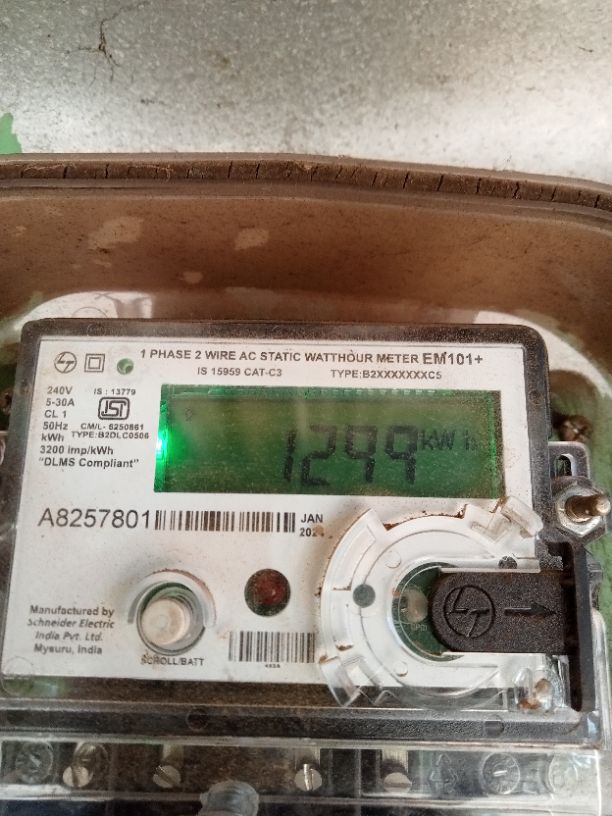 1 PHASE 2 WIRE AC STATIC WATTHOUR METER EM101+
IS 15959 CAT-C3 TYPE:B2XXXXXXXC5
240V IS : 13779
5-30A
CL 1
50Hz CM/L- 6250861
kWh TYPE:B2DLC0506
3200 imp/kWh
"DLMS Compliant"
1299 kWh
A8257801 JAN
Manufactured by
Schneider Electric
India Pvt. Ltd.
Mysuru, India
SCROLL/BATT
LT